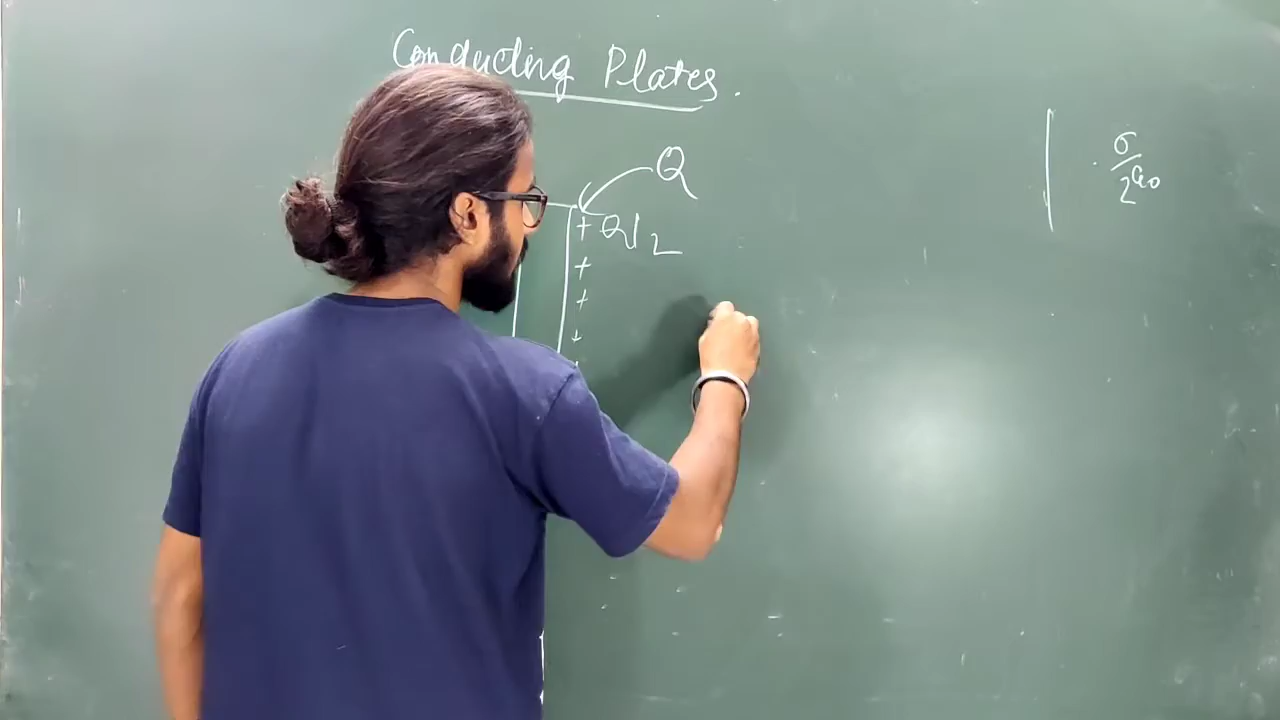 Conducting Plates.
Q
+ Q/2
+
+
+
σ/2ε₀